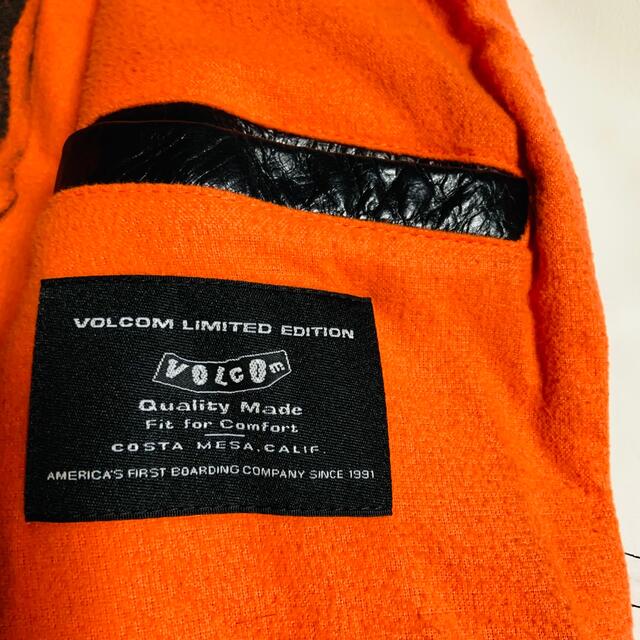 VOLCOM LIMITED EDITION
VOLCOM
Quality Made
Fit for Comfort
COSTA MESA, CALIF.
AMERICA'S FIRST BOARDING COMPANY SINCE 1991